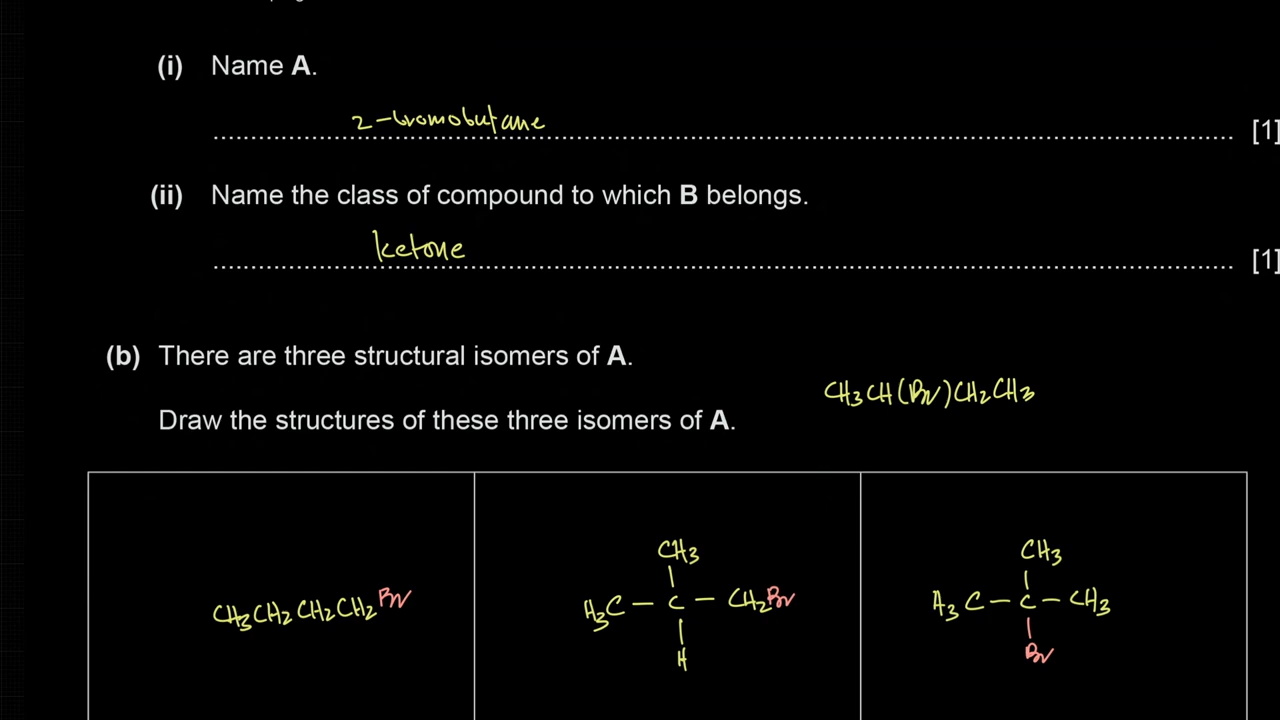 (i) Name A.
2-bromobutane
[1]
(ii) Name the class of compound to which B belongs.
ketone
[1]
(b) There are three structural isomers of A.
CH3CH(Br)CH2CH3
Draw the structures of these three isomers of A.
CH3CH2CH2CH2Br
CH3
H3C – C – CH2Br
H
CH3
H3C – C – CH3
Br